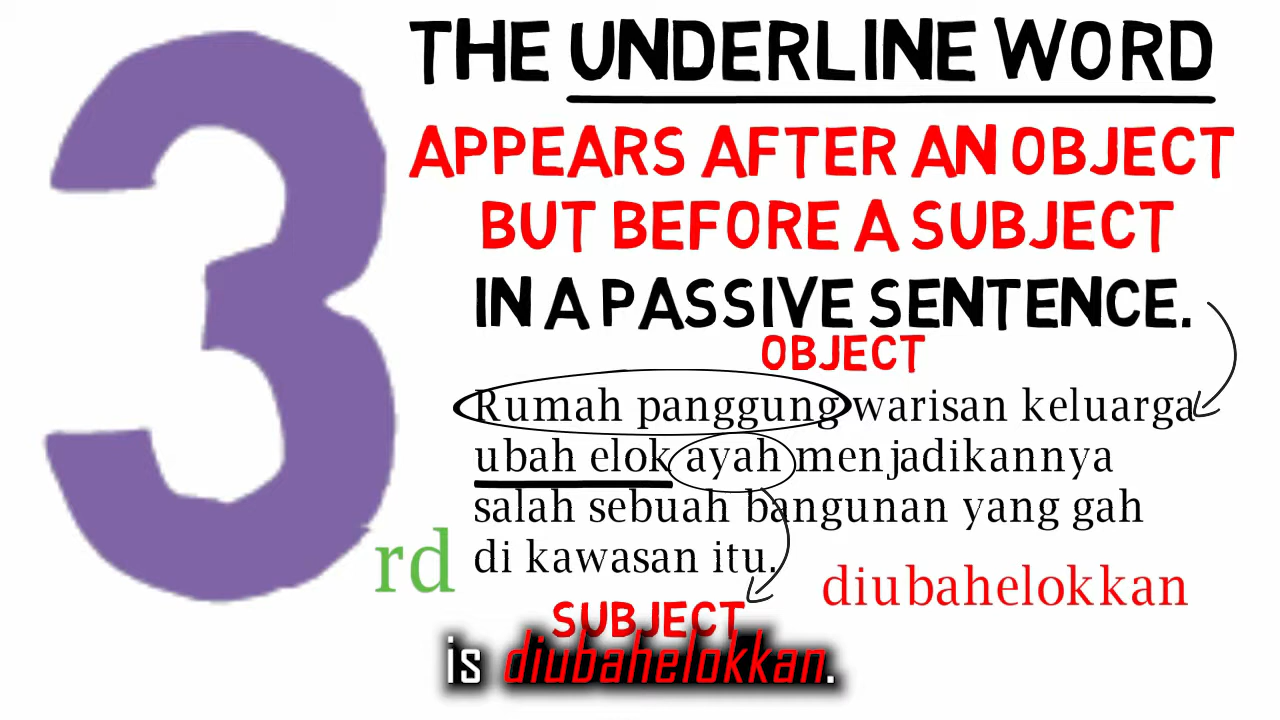 3
rd
THE UNDERLINE WORD
APPEARS AFTER AN OBJECT
BUT BEFORE A SUBJECT
IN A PASSIVE SENTENCE.
OBJECT
Rumah panggung warisan keluarga
ubah elok ayah menjadikannya
salah sebuah bangunan yang gah
di kawasan itu.
diubahelokkan
SUBJECT
is diubahelokkan.